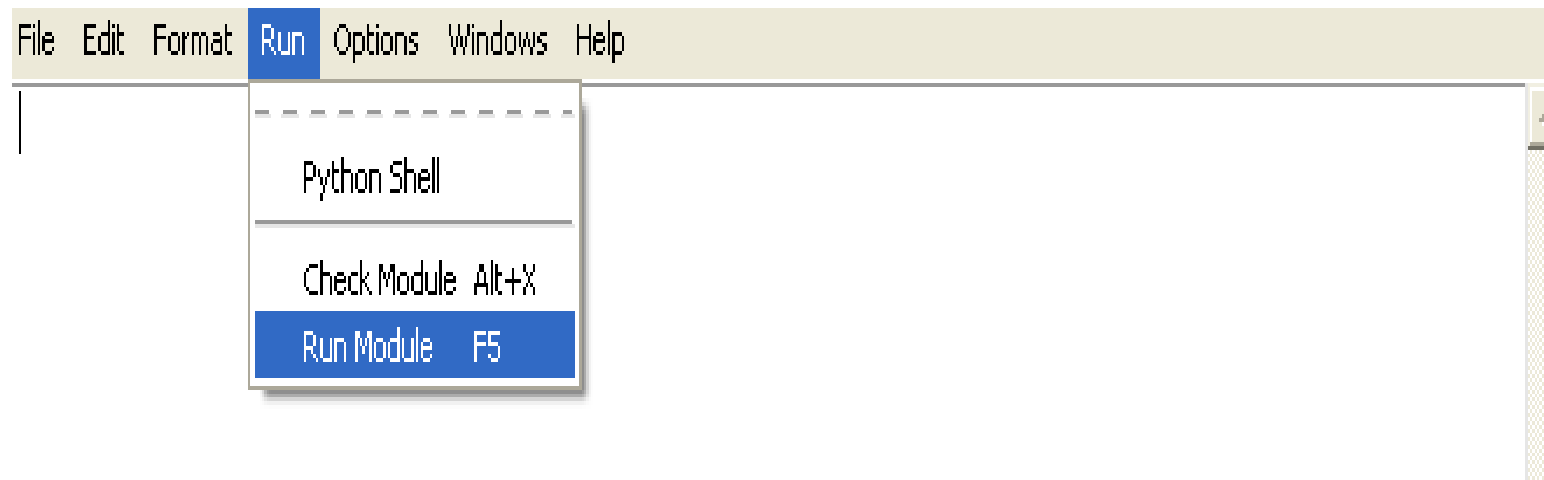 File Edit Format Run Options Windows Help
Python Shell
Check Module Alt+X
Run Module F5